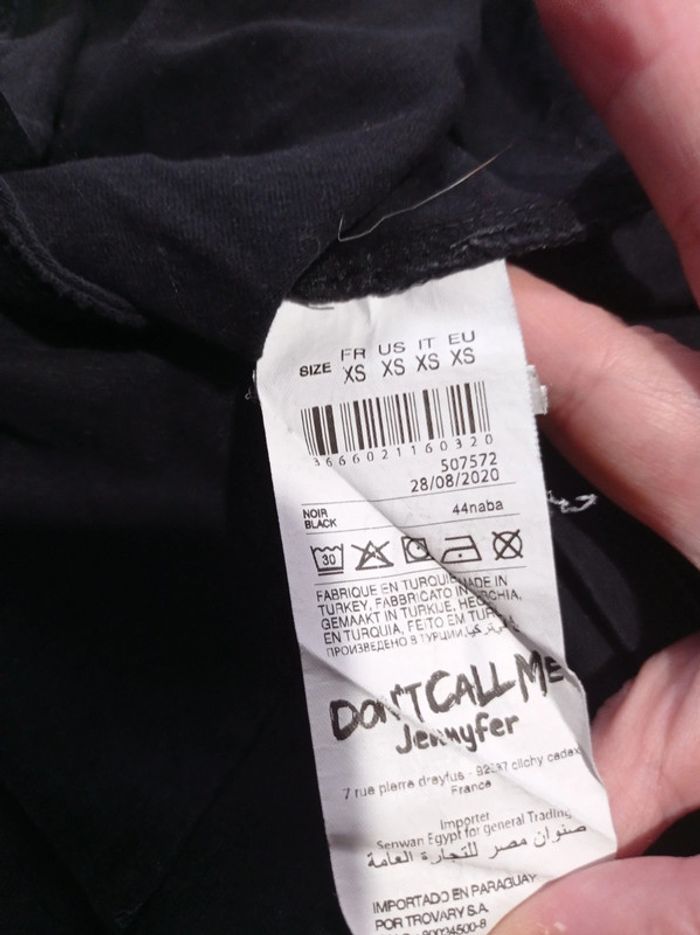 SIZE FR US IT EU
XS XS XS XS
3666021160320
507572
28/08/2020
NOIR
BLACK
44naba
30
FABRIQUE EN TURQUIE, MADE IN
TURKEY, FABBRICATO IN
GEMAAKT IN TURKIJE,
EN TURQUIA, FEITO EM
ПРОИЗВЕДЕНО В ТУРЦИИ,
DON'T CALL ME
Jennyfer
7 rue pierre dreyfus - clichy cedex
France
Importer
Senwan Egypt for general Trading
صنوان مصر للتجارة العامة
IMPORTADO EN PARAGUAY
POR TROVARY S.A.